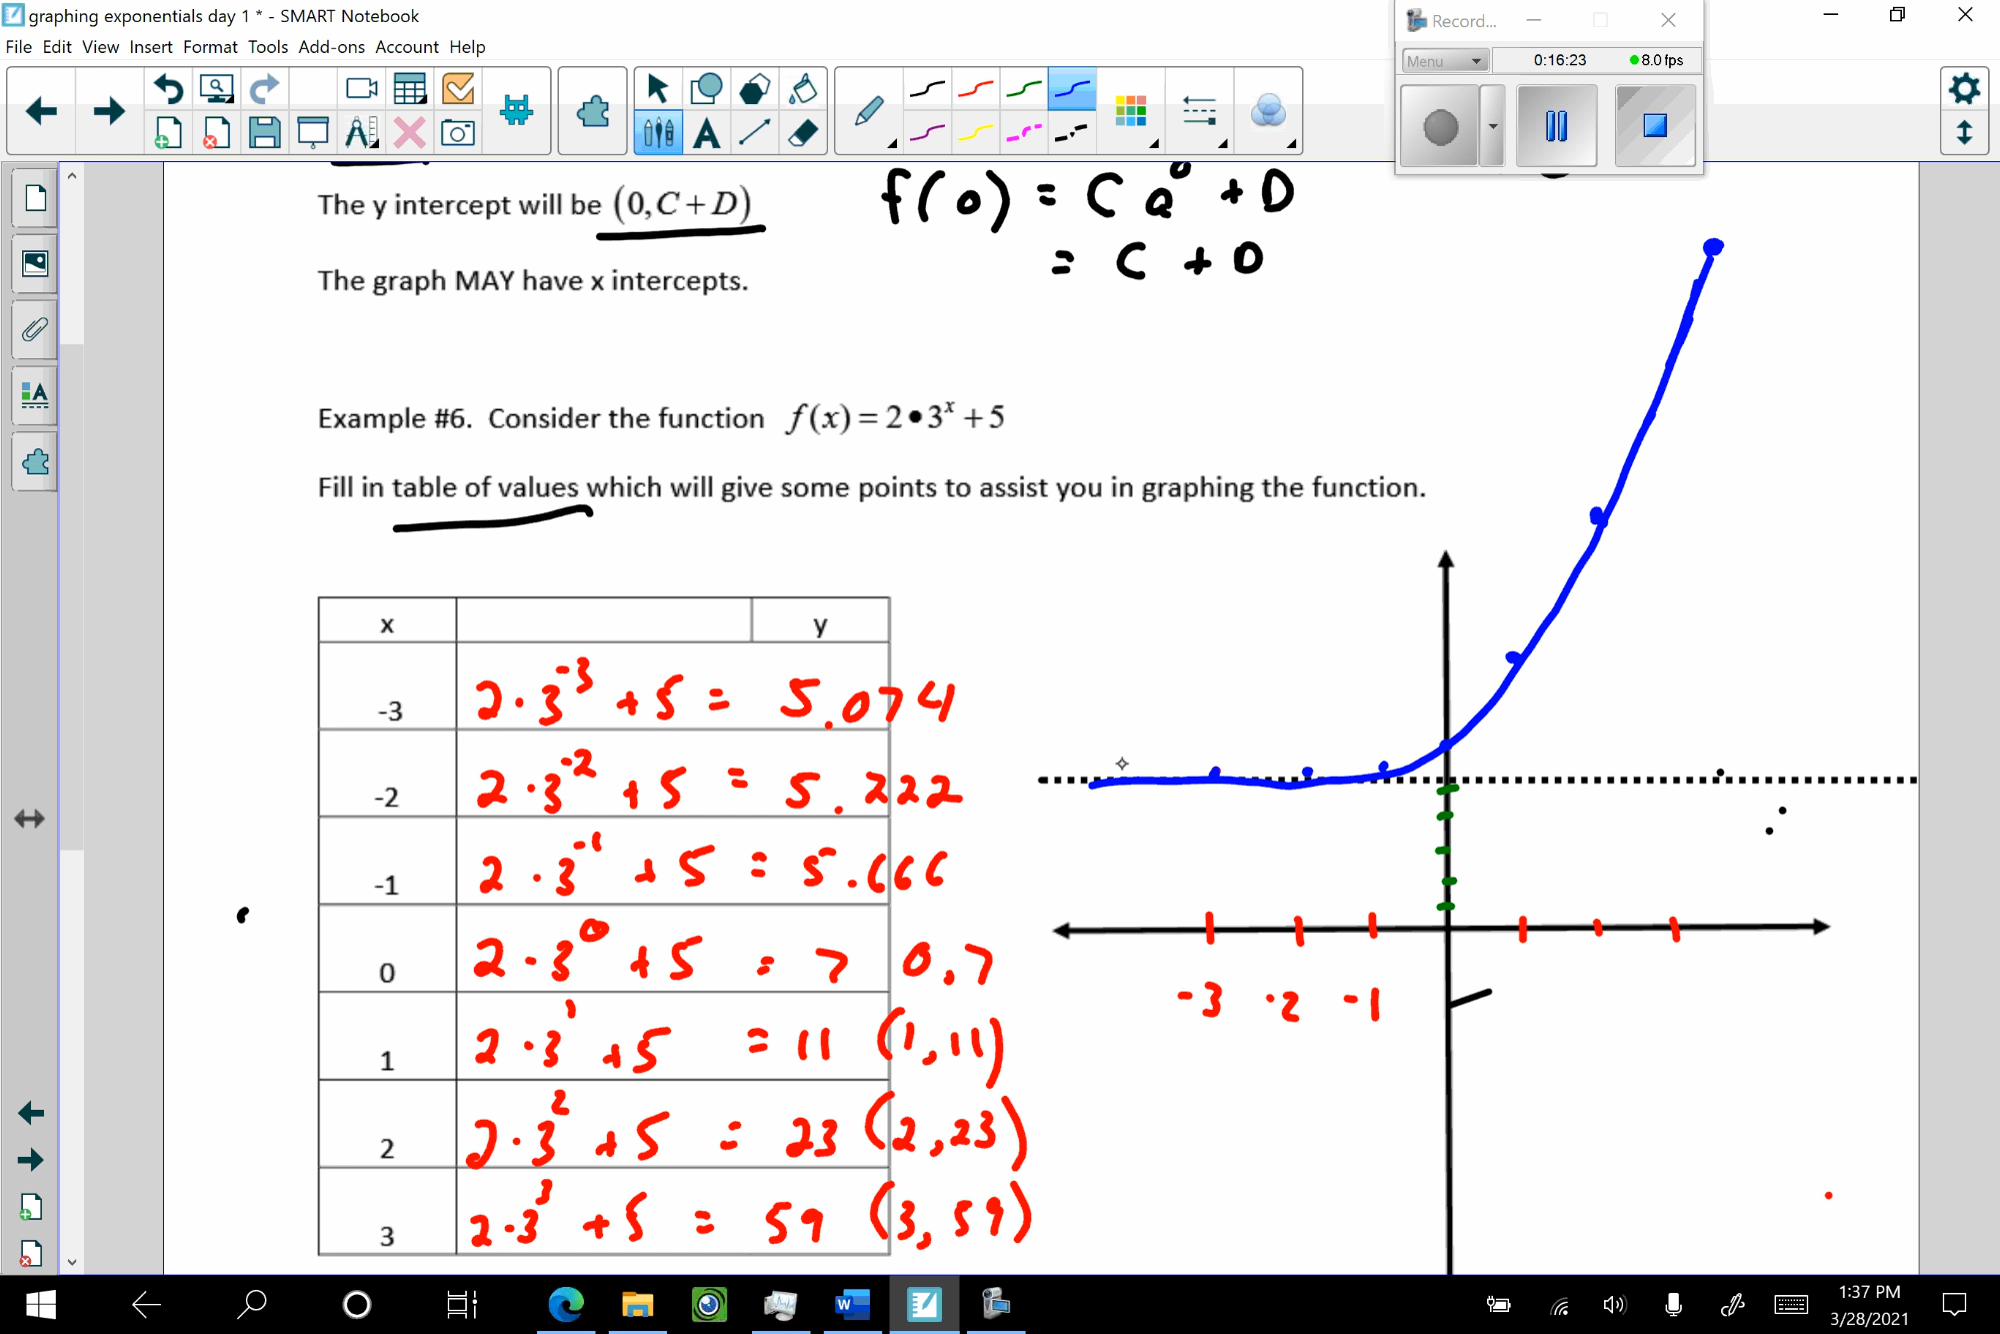 graphing exponentials day 1 * - SMART Notebook
File Edit View Insert Format Tools Add-ons Account Help
Record...
Menu 0:16:23 8.0 fps
The y intercept will be (0, C + D)
f(0) = C a⁰ + D
= C + D
The graph MAY have x intercepts.
Example #6. Consider the function f(x) = 2•3ˣ + 5
Fill in table of values which will give some points to assist you in graphing the function.
x y
-3 2·3⁻³ + 5 = 5.074
-2 2·3⁻² + 5 = 5.222
-1 2·3⁻¹ + 5 = 5.666
0 2·3⁰ + 5 = 7 0,7
1 2·3¹ + 5 = 11 (1,11)
2 2·3² + 5 = 23 (2,23)
3 2·3³ + 5 = 59 (3,59)
-3 -2 -1
1:37 PM
3/28/2021